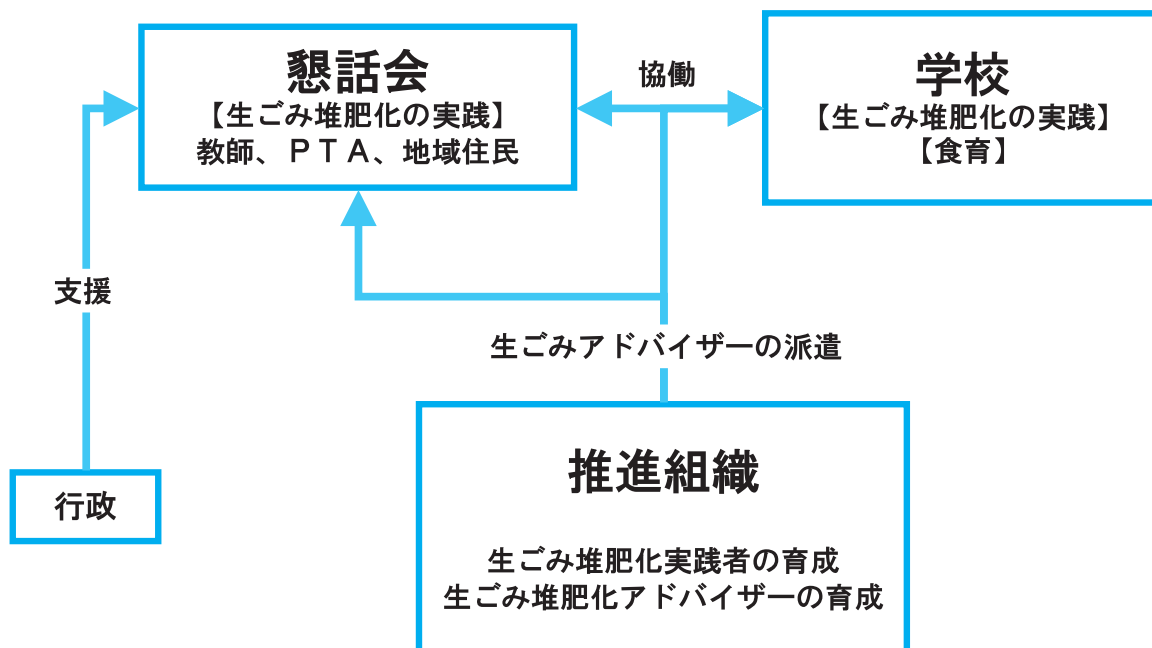 懇話会
【生ごみ堆肥化の実践】
教師、ＰＴＡ、地域住民
協働
学校
【生ごみ堆肥化の実践】
【食育】
支援
生ごみアドバイザーの派遣
行政
推進組織
生ごみ堆肥化実践者の育成
生ごみ堆肥化アドバイザーの育成